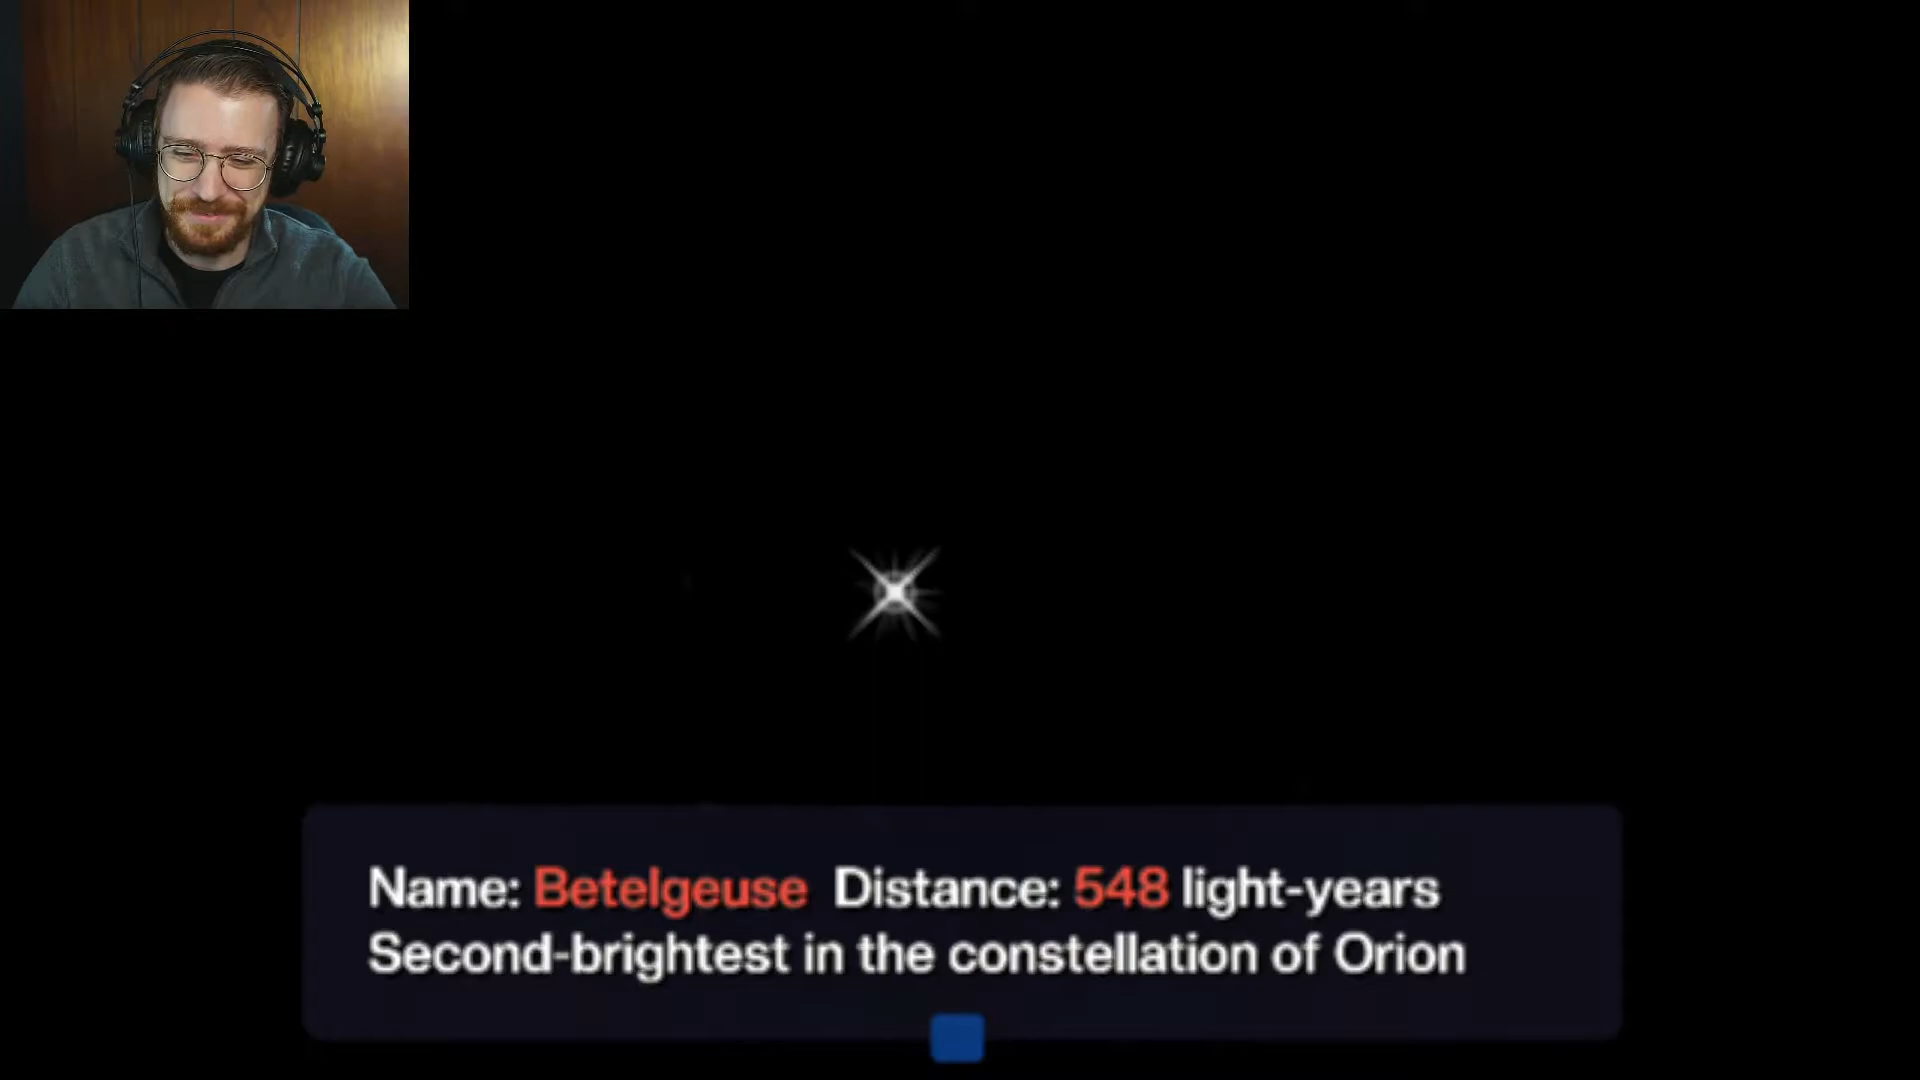 Name: Betelgeuse Distance: 548 light-years
Second-brightest in the constellation of Orion